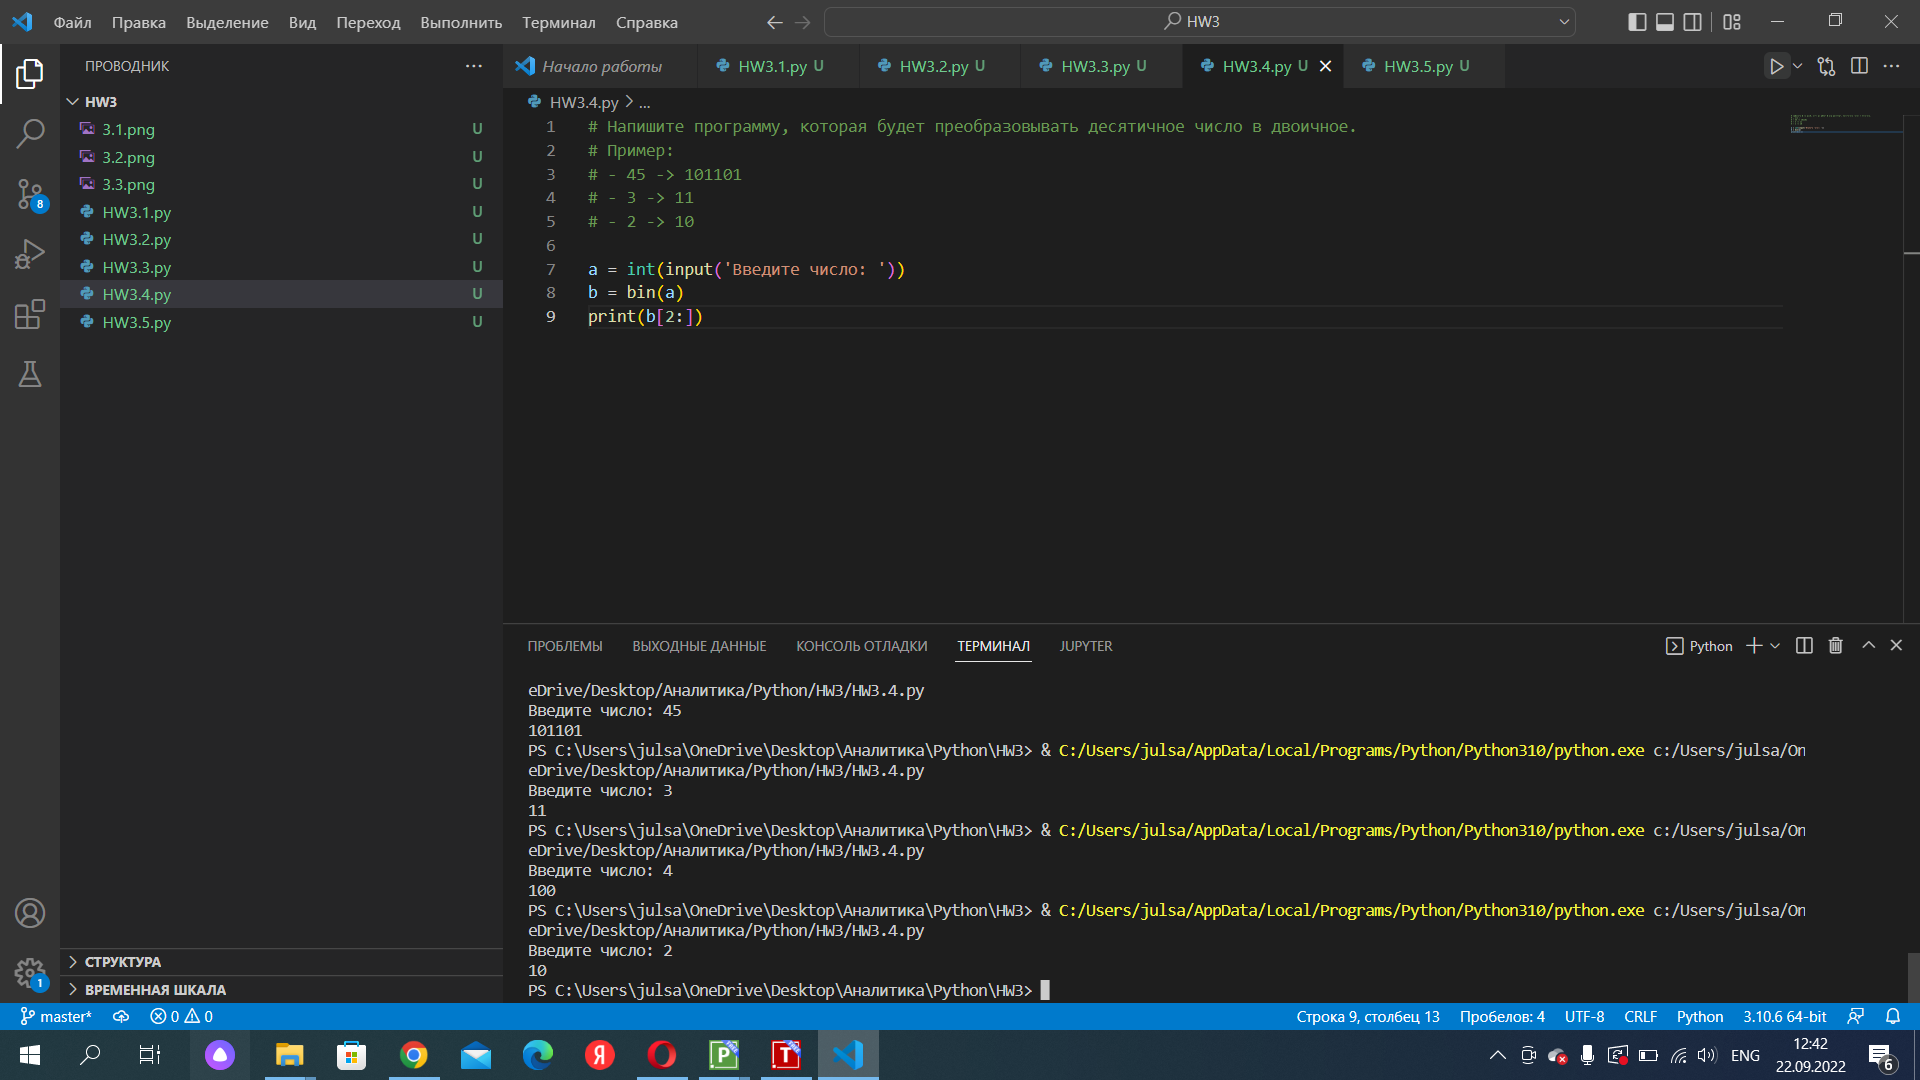 Файл Правка Выделение Вид Переход Выполнить Терминал Справка HW3
ПРОВОДНИК
HW3
3.1.png U
3.2.png U
3.3.png U
HW3.1.py U
HW3.2.py U
HW3.3.py U
HW3.4.py U
HW3.5.py U
СТРУКТУРА
ВРЕМЕННАЯ ШКАЛА
8
1
Начало работы HW3.1.py U HW3.2.py U HW3.3.py U HW3.4.py U HW3.5.py U
HW3.4.py > ...
1 # Напишите программу, которая будет преобразовывать десятичное число в двоичное.
2 # Пример:
3 # - 45 -> 101101
4 # - 3 -> 11
5 # - 2 -> 10
6
7 a = int(input('Введите число: '))
8 b = bin(a)
9 print(b[2:])
ПРОБЛЕМЫ ВЫХОДНЫЕ ДАННЫЕ КОНСОЛЬ ОТЛАДКИ ТЕРМИНАЛ JUPYTER Python
eDrive/Desktop/Аналитика/Python/HW3/HW3.4.py
Введите число: 45
101101
PS C:\Users\julsa\OneDrive\Desktop\Аналитика\Python\HW3> & C:/Users/julsa/AppData/Local/Programs/Python/Python310/python.exe c:/Users/julsa/On
eDrive/Desktop/Аналитика/Python/HW3/HW3.4.py
Введите число: 3
11
PS C:\Users\julsa\OneDrive\Desktop\Аналитика\Python\HW3> & C:/Users/julsa/AppData/Local/Programs/Python/Python310/python.exe c:/Users/julsa/On
eDrive/Desktop/Аналитика/Python/HW3/HW3.4.py
Введите число: 4
100
PS C:\Users\julsa\OneDrive\Desktop\Аналитика\Python\HW3> & C:/Users/julsa/AppData/Local/Programs/Python/Python310/python.exe c:/Users/julsa/On
eDrive/Desktop/Аналитика/Python/HW3/HW3.4.py
Введите число: 2
10
PS C:\Users\julsa\OneDrive\Desktop\Аналитика\Python\HW3>
master* 0 0 Строка 9, столбец 13 Пробелов: 4 UTF-8 CRLF Python 3.10.6 64-bit
Я P T ENG 12:42
22.09.2022 6